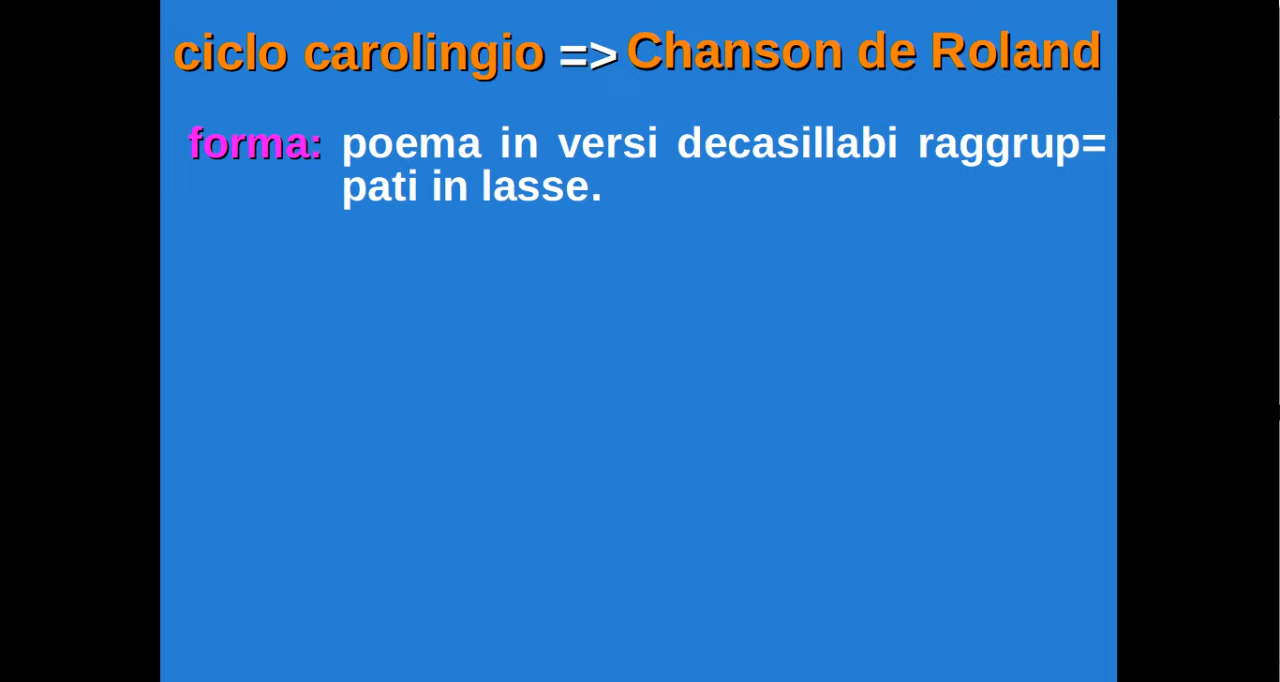 ciclo carolingio => Chanson de Roland
forma: poema in versi decasillabi raggrup=
pati in lasse.